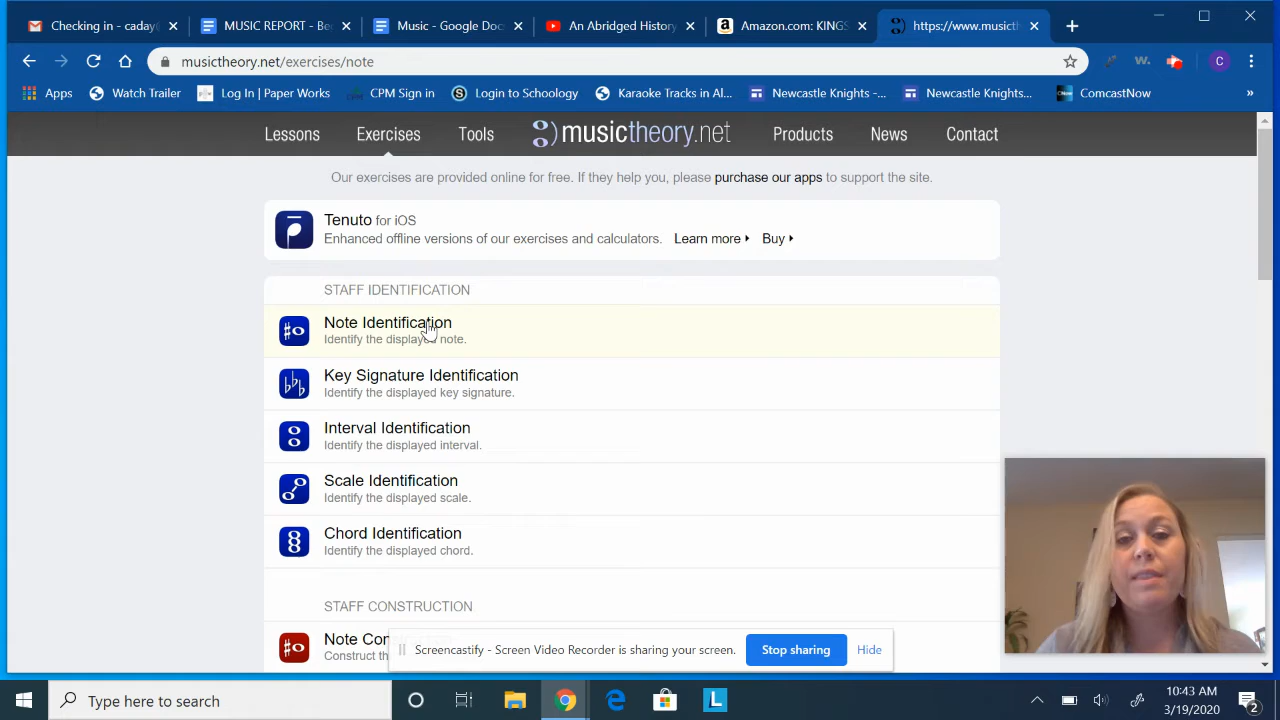 Checking in - caday
MUSIC REPORT - Be
Music - Google Doc
An Abridged History
Amazon.com: KINGS
https://www.musict
musictheory.net/exercises/note
w.
C
Apps
Watch Trailer
Log In | Paper Works
CPM Sign in
Login to Schoology
Karaoke Tracks in Al...
Newcastle Knights -...
Newcastle Knights...
ComcastNow
»
Lessons
Exercises
Tools
musictheory.net
Products
News
Contact
Our exercises are provided online for free. If they help you, please purchase our apps to support the site.
Tenuto for iOS
Enhanced offline versions of our exercises and calculators. Learn more Buy
STAFF IDENTIFICATION
Note Identification
Identify the displayed note.
Key Signature Identification
Identify the displayed key signature.
Interval Identification
Identify the displayed interval.
Scale Identification
Identify the displayed scale.
Chord Identification
Identify the displayed chord.
STAFF CONSTRUCTION
Note Con
Construct th
Screencastify - Screen Video Recorder is sharing your screen.
Stop sharing
Hide
Type here to search
L
10:43 AM
3/19/2020
2